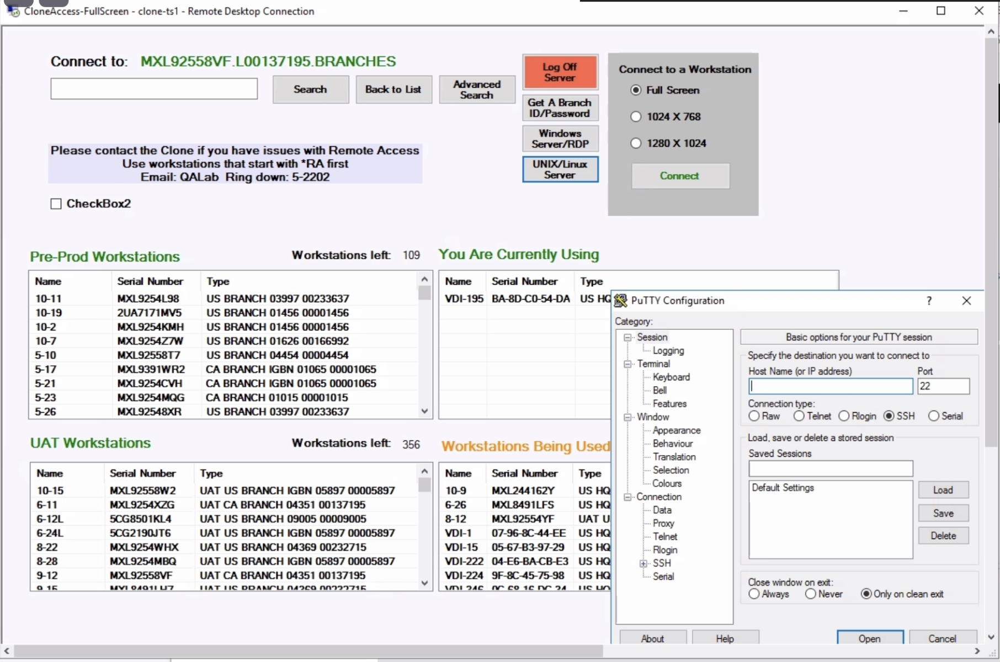 CloneAccess-FullScreen - clone-ts1 - Remote Desktop Connection
Connect to: MXL92558VF.L00137195.BRANCHES
Search
Back to List
Advanced
Search
Log Off
Server
Get A Branch
ID/Password
Windows
Server/RDP
UNIX/Linux
Server
Connect to a Workstation
Full Screen
1024 X 768
1280 X 1024
Connect
Please contact the Clone if you have issues with Remote Access
Use workstations that start with *RA first
Email: QALab Ring down: 5-2202
CheckBox2
Pre-Prod Workstations
Workstations left: 109
Name Serial Number Type
10-11 MXL9254L98 US BRANCH 03997 00233637
10-19 2UA7171MV5 US BRANCH 01456 00001456
10-2 MXL9254KMH US BRANCH 01456 00001456
10-7 MXL9254Z7W US BRANCH 01626 00166992
5-10 MXL92558T7 US BRANCH 04454 00004454
5-17 MXL9391WR2 CA BRANCH IGBN 01065 00001065
5-21 MXL9254CVH CA BRANCH IGBN 01065 00001065
5-23 MXL9254MQG CA BRANCH 01015 00001015
5-26 MXL92548XR US BRANCH 03997 00233637
You Are Currently Using
Name Serial Number Type
VDI-195 BA-8D-C0-54-DA US HQ
UAT Workstations
Workstations left: 356
Name Serial Number Type
10-15 MXL92558W2 UAT US BRANCH IGBN 05897 00005897
6-11 MXL9254XZG UAT CA BRANCH 04351 00137195
6-12L 5CG8501KL4 UAT US BRANCH 09005 00009005
6-24L 5CG2190JT6 UAT US BRANCH IGBN 05897 00005897
8-22 MXL9254WHX UAT US BRANCH 04369 00232715
8-28 MXL9254MBQ UAT US BRANCH IGBN 05897 00005897
9-12 MXL92558VF UAT CA BRANCH 04351 00137195
9-15 MXL8491LH7 UAT US BRANCH 04369 00232715
Workstations Being Used
Name Serial Number Type
10-9 MXL244162Y US HQ
6-26 MXL8491LFS US HQ
8-12 MXL92554YF UAT U
VDI-1 07-96-8C-44-EE US HQ
VDI-15 05-67-B3-97-29 US HQ
VDI-222 04-E6-BA-CB-E3 US HQ
VDI-224 9F-8C-45-75-98 US HQ
VDI-246 0C-68-16-DC-34 US HQ
PuTTY Configuration
?
Category:
Session
Logging
Terminal
Keyboard
Bell
Features
Window
Appearance
Behaviour
Translation
Selection
Colours
Connection
Data
Proxy
Telnet
Rlogin
SSH
Serial
Basic options for your PuTTY session
Specify the destination you want to connect to
Host Name (or IP address) Port
22
Connection type:
Raw Telnet Rlogin SSH Serial
Load, save or delete a stored session
Saved Sessions
Default Settings
Load
Save
Delete
Close window on exit:
Always Never Only on clean exit
About
Help
Open
Cancel